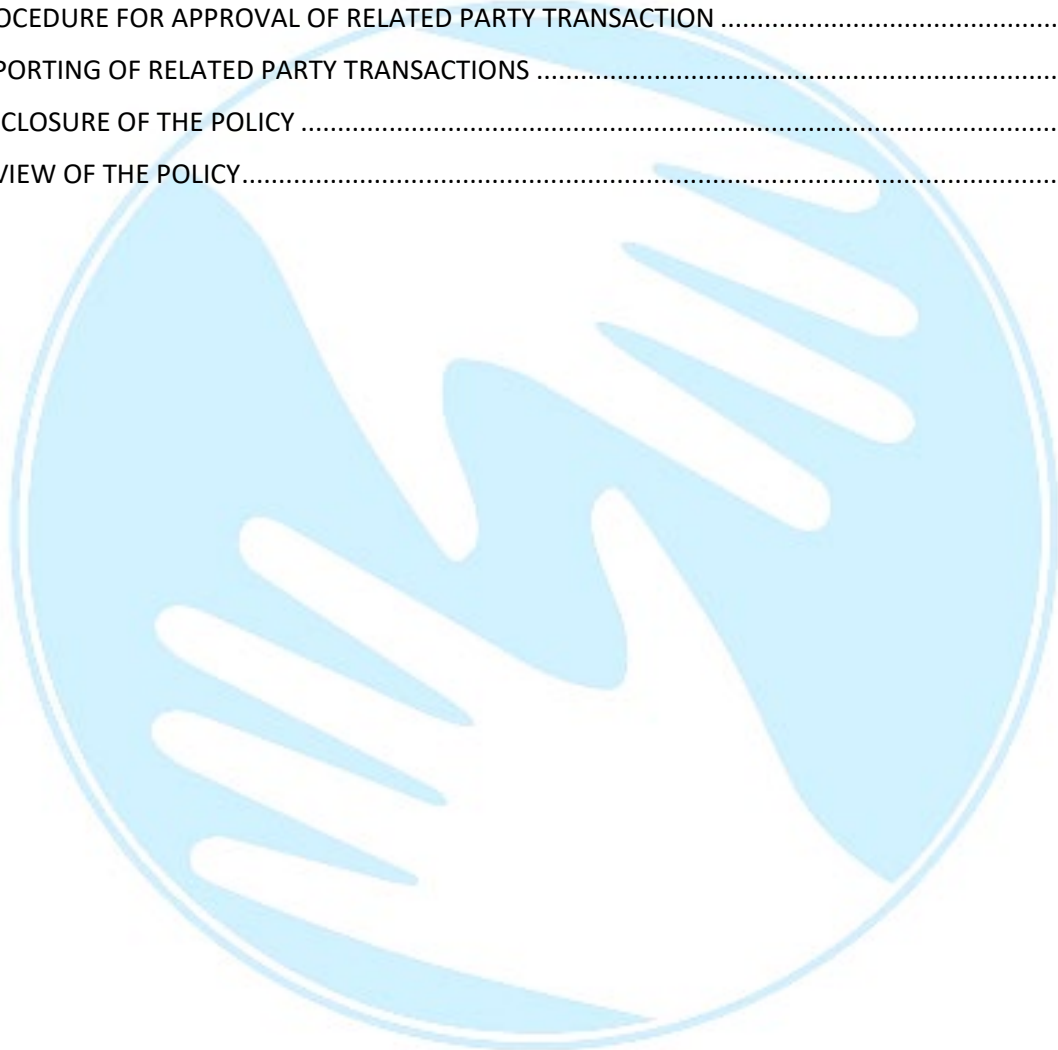 OCEDURE FOR APPROVAL OF RELATED PARTY TRANSACTION ........................................
PORTING OF RELATED PARTY TRANSACTIONS ................................................................
CLOSURE OF THE POLICY ..............................................................................................
VIEW OF THE POLICY.......................................................................................................